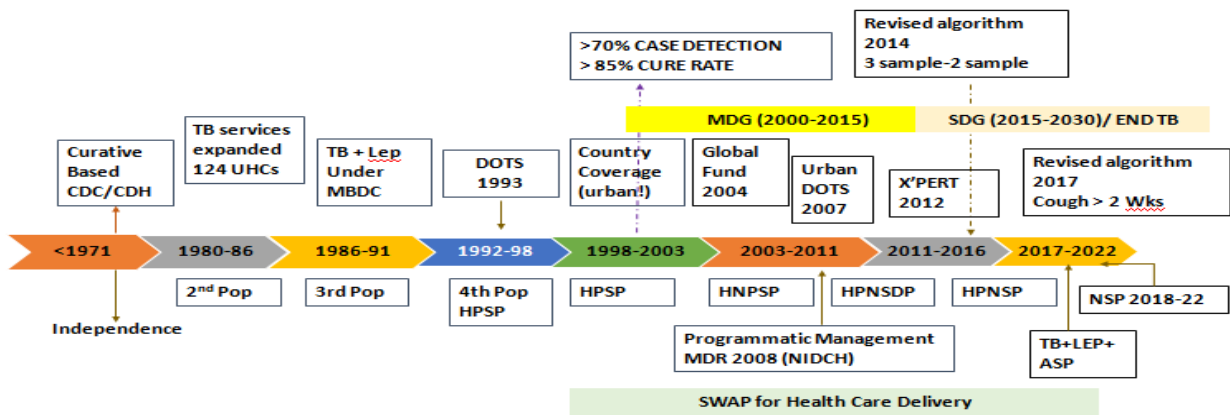 >70% CASE DETECTION
> 85% CURE RATE
Revised algorithm
2014
3 sample-2 sample
MDG (2000-2015)
SDG (2015-2030)/ END TB
Curative
Based
CDC/CDH
TB services
expanded
124 UHCs
TB + Lep
Under
MBDC
DOTS
1993
Country
Coverage
(urban!)
Global
Fund
2004
Urban
DOTS
2007
X'PERT
2012
Revised algorithm
2017
Cough > 2 Wks
<1971
1980-86
1986-91
1992-98
1998-2003
2003-2011
2011-2016
2017-2022
Independence
2nd Pop
3rd Pop
4th Pop
HPSP
HPSP
HNPSP
HPNSDP
HPNSP
NSP 2018-22
Programmatic Management
MDR 2008 (NIDCH)
TB+LEP+
ASP
SWAP for Health Care Delivery